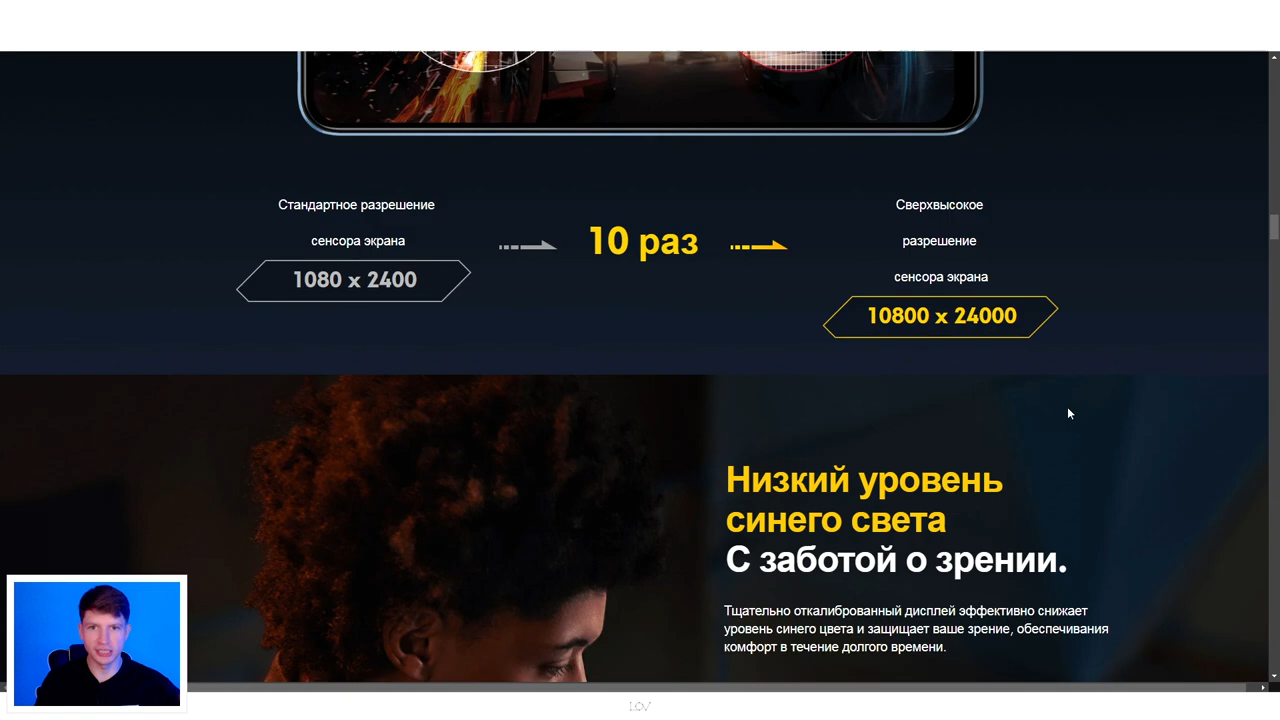 Стандартное разрешение
сенсора экрана
1080 x 2400
10 раз
Сверхвысокое
разрешение
сенсора экрана
10800 x 24000
Низкий уровень
синего света
С заботой о зрении.
Тщательно откалиброванный дисплей эффективно снижает
уровень синего цвета и защищает ваше зрение, обеспечивания
комфорт в течение долгого времени.